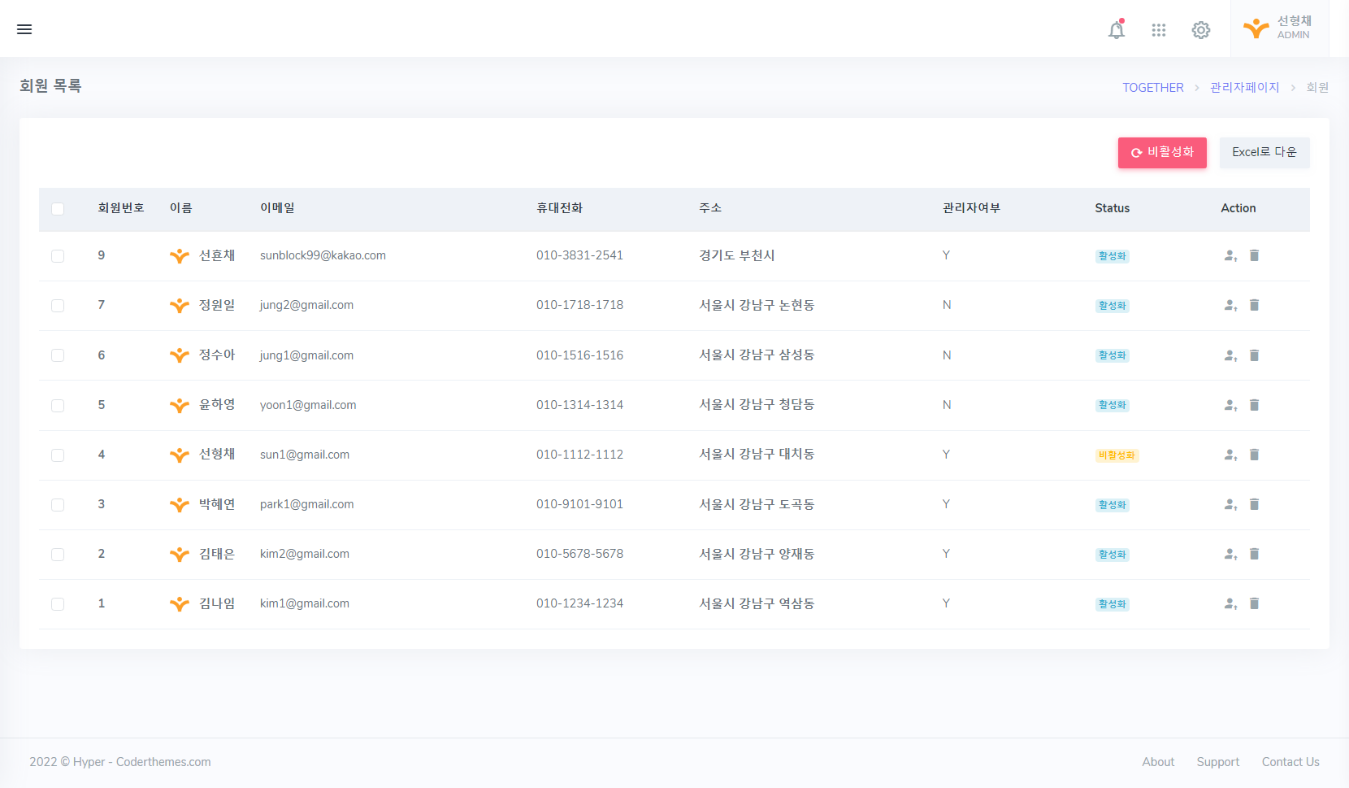 선형채
ADMIN
회원 목록
TOGETHER > 관리자페이지 > 회원
비활성화 Excel로 다운
회원번호 이름 이메일 휴대전화 주소 관리자여부 Status Action
9 선흔채 sunblock99@kakao.com 010-3831-2541 경기도 부천시 Y 활성화
7 정원일 jung2@gmail.com 010-1718-1718 서울시 강남구 논현동 N 활성화
6 정수아 jung1@gmail.com 010-1516-1516 서울시 강남구 삼성동 N 활성화
5 윤하영 yoon1@gmail.com 010-1314-1314 서울시 강남구 청담동 N 활성화
4 선형채 sun1@gmail.com 010-1112-1112 서울시 강남구 대치동 Y 비활성화
3 박혜연 park1@gmail.com 010-9101-9101 서울시 강남구 도곡동 Y 활성화
2 김태은 kim2@gmail.com 010-5678-5678 서울시 강남구 양재동 Y 활성화
1 김나임 kim1@gmail.com 010-1234-1234 서울시 강남구 역삼동 Y 활성화
2022 © Hyper - Coderthemes.com About Support Contact Us